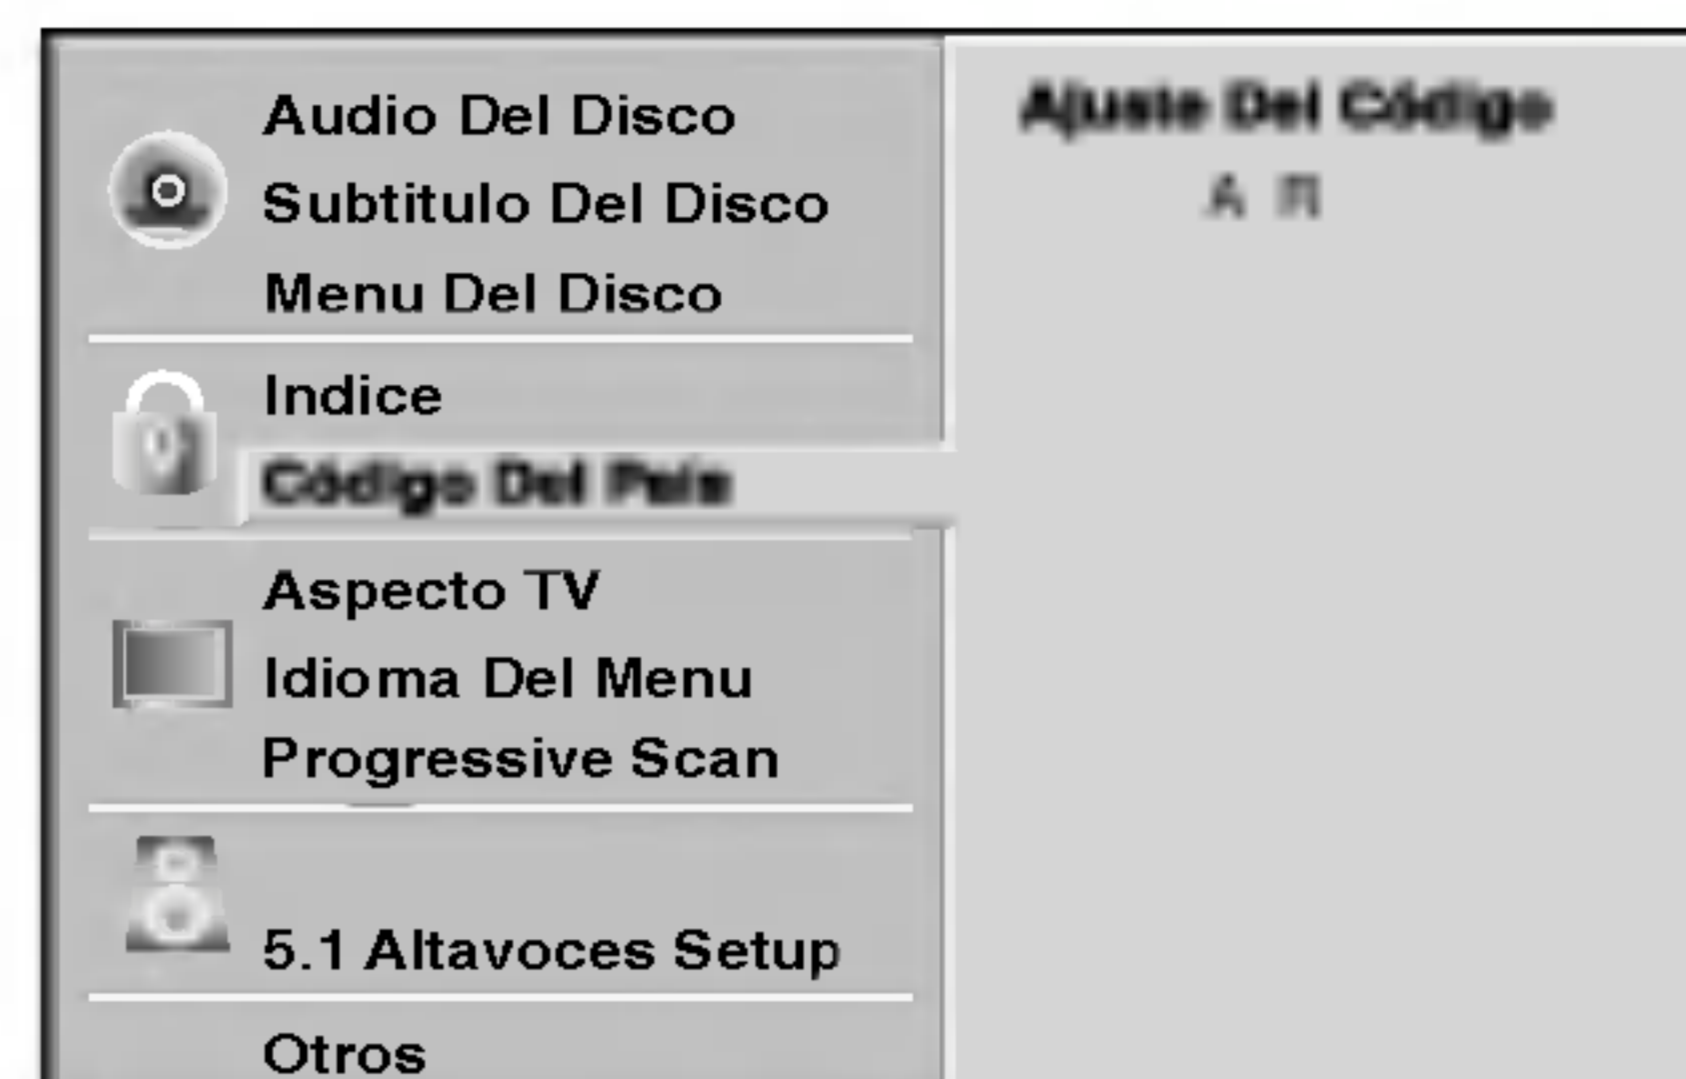 Audio Del Disco
Subtitulo Del Disco
Menu Del Disco
Indice
Código Del País
Aspecto TV
Idioma Del Menu
Progressive Scan
5.1 Altavoces Setup
Otros
Ajuste Del Código
A R